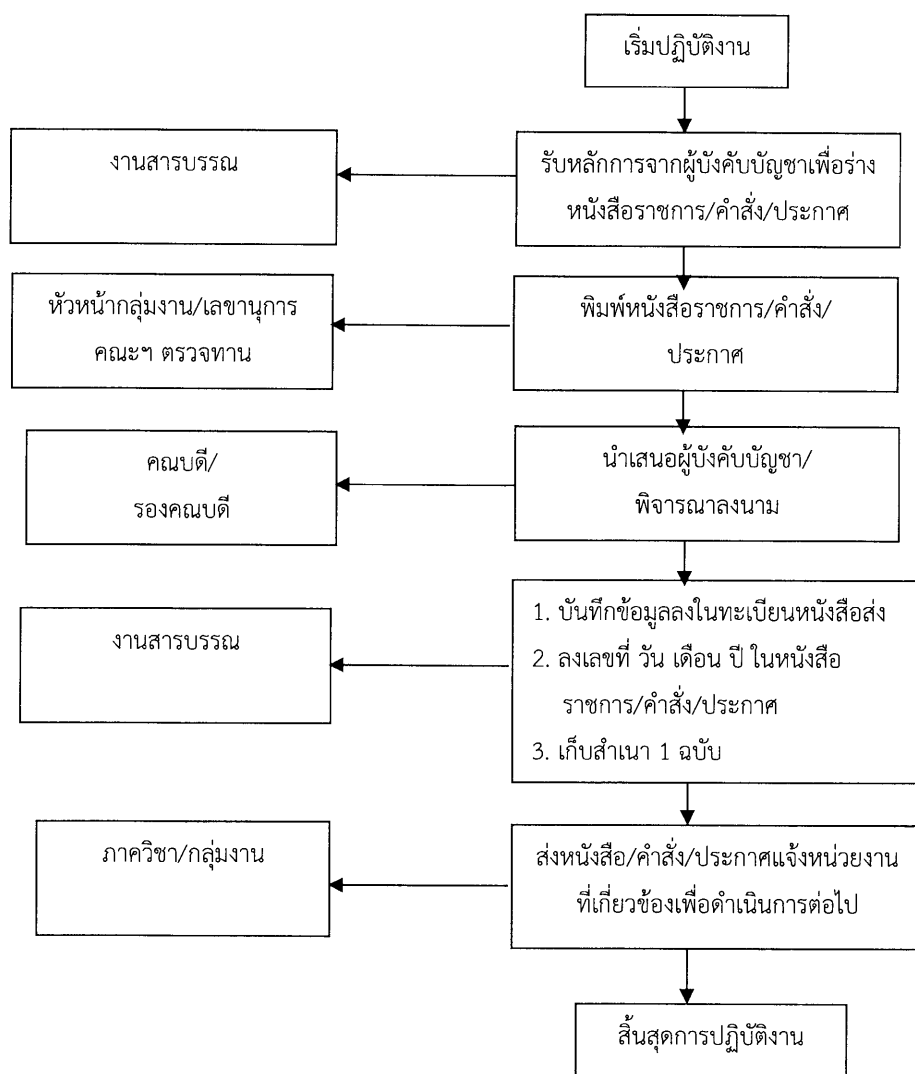 เริ่มปฏิบัติงาน
งานสารบรรณ
รับหลักการจากผู้บังคับบัญชาเพื่อร่าง
หนังสือราชการ/คำสั่ง/ประกาศ
หัวหน้ากลุ่มงาน/เลขานุการ
คณะฯ ตรวจทาน
พิมพ์หนังสือราชการ/คำสั่ง/
ประกาศ
คณบดี/
รองคณบดี
นำเสนอผู้บังคับบัญชา/
พิจารณาลงนาม
งานสารบรรณ
1. บันทึกข้อมูลลงในทะเบียนหนังสือส่ง
2. ลงเลขที่ วัน เดือน ปี ในหนังสือ
ราชการ/คำสั่ง/ประกาศ
3. เก็บสำเนา 1 ฉบับ
ภาควิชา/กลุ่มงาน
ส่งหนังสือ/คำสั่ง/ประกาศแจ้งหน่วยงาน
ที่เกี่ยวข้องเพื่อดำเนินการต่อไป
สิ้นสุดการปฏิบัติงาน